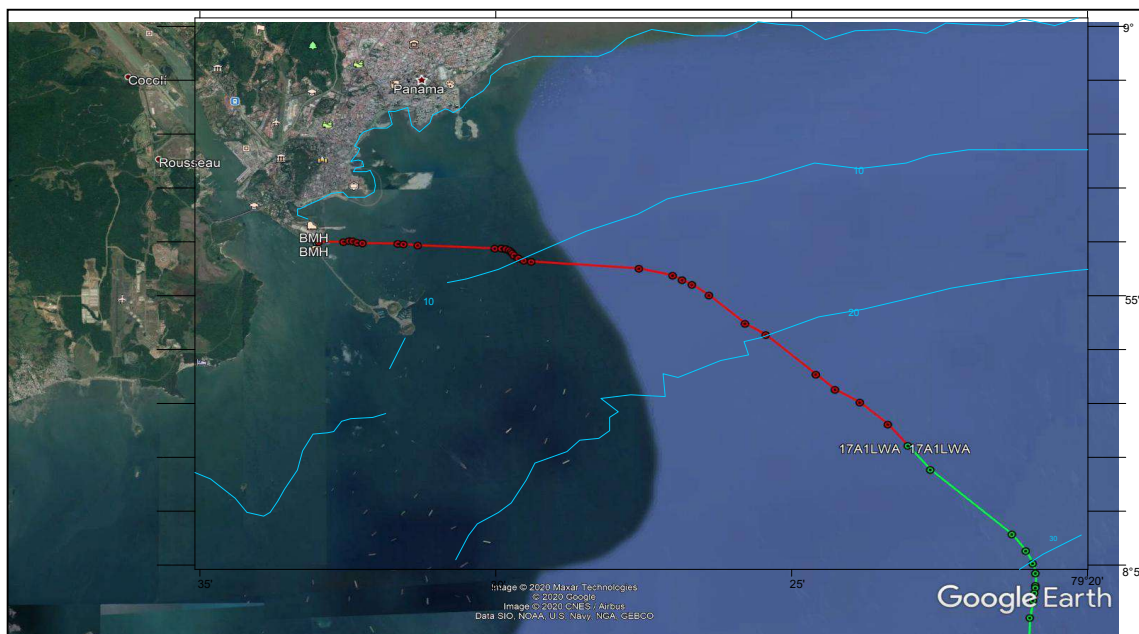 9°
Cocoli
Panama
Rousseau
10
BMH
BMH
10
55'
20
17A1LWA 17A1LWA
30
35'
25'
79°20'
8°5
Image © 2020 Maxar Technologies
© 2020 Google
Image © 2020 CNES / Airbus
Data SIO, NOAA, U.S. Navy, NGA, GEBCO
Google Earth